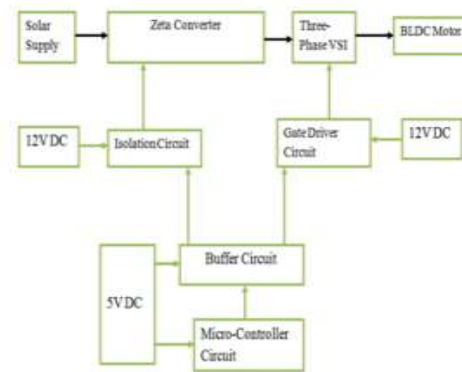 Solar
Supply
Zeta Converter
Three-
Phase VSI
BLDC Motor
12V DC
Isolation Circuit
Gate Driver
Circuit
12V DC
Buffer Circuit
5V DC
Micro-Controller
Circuit